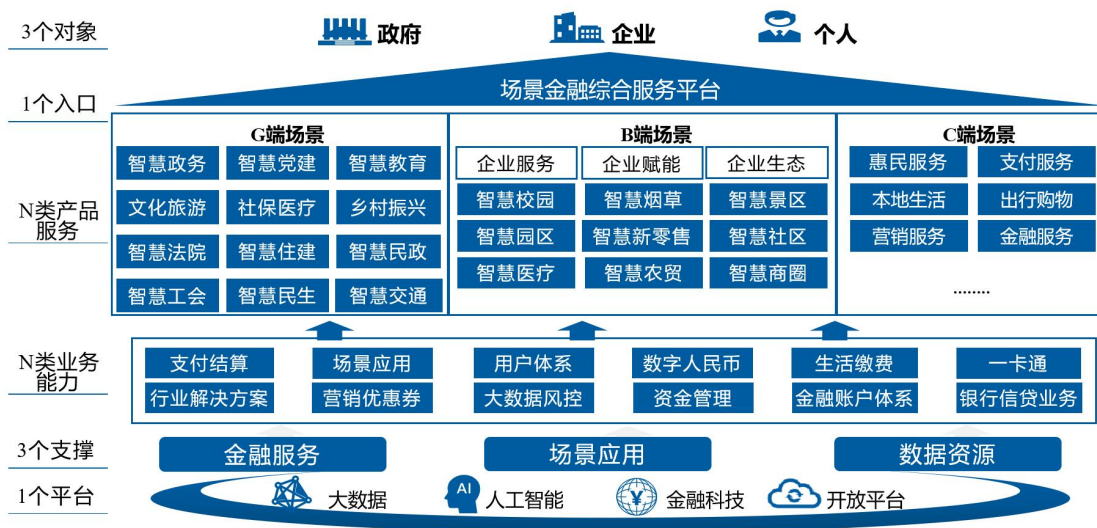 3个对象
政府
企业
个人
1个入口
场景金融综合服务平台
N类产品
服务
G端场景
智慧政务 智慧党建 智慧教育
文化旅游 社保医疗 乡村振兴
智慧法院 智慧住建 智慧民政
智慧工会 智慧民生 智慧交通
B端场景
企业服务 企业赋能 企业生态
智慧校园 智慧烟草 智慧景区
智慧园区 智慧新零售 智慧社区
智慧医疗 智慧农贸 智慧商圈
C端场景
惠民服务 支付服务
本地生活 出行购物
营销服务 金融服务
........
N类业务
能力
支付结算 场景应用 用户体系 数字人民币 生活缴费 一卡通
行业解决方案 营销优惠券 大数据风控 资金管理 金融账户体系 银行信贷业务
3个支撑
金融服务 场景应用 数据资源
1个平台
大数据
AI 人工智能
¥ 金融科技
开放平台